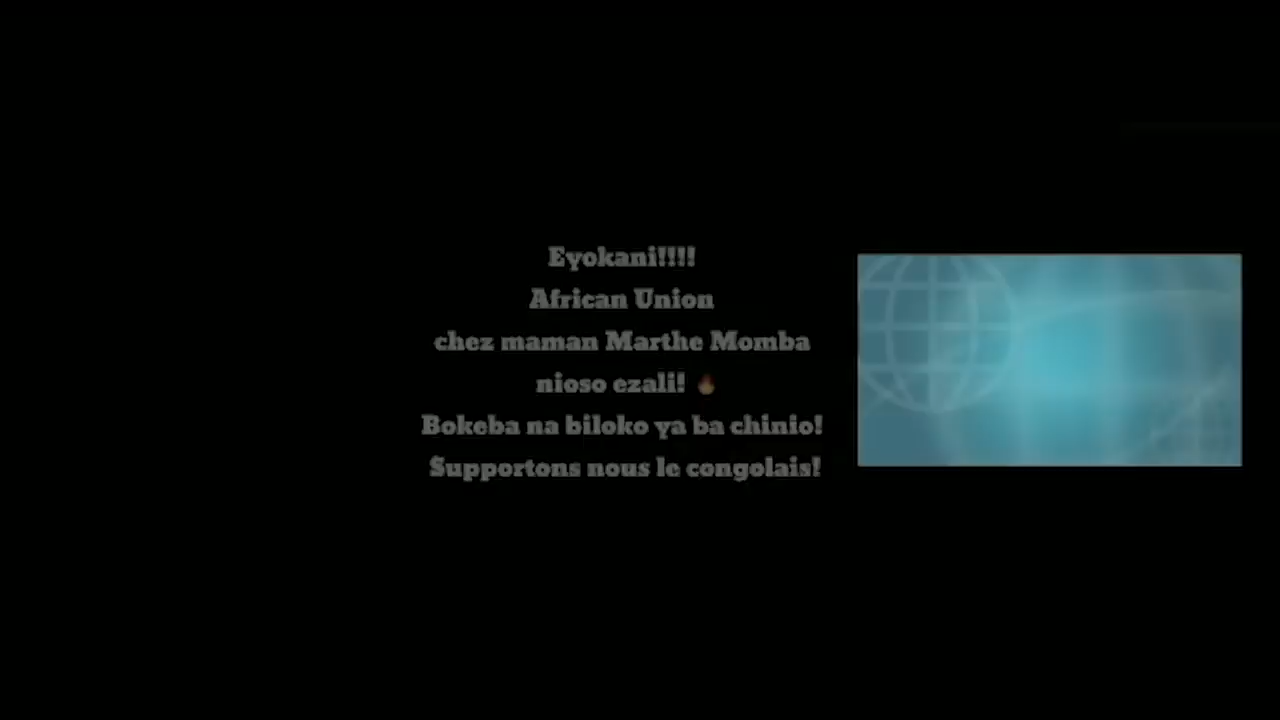 Eyokani!!!!
African Union
chez maman Marthe Momba
nioso ezali! 🔥
Bokeba na biloko ya ba chinio!
Supportons nous le congolais!